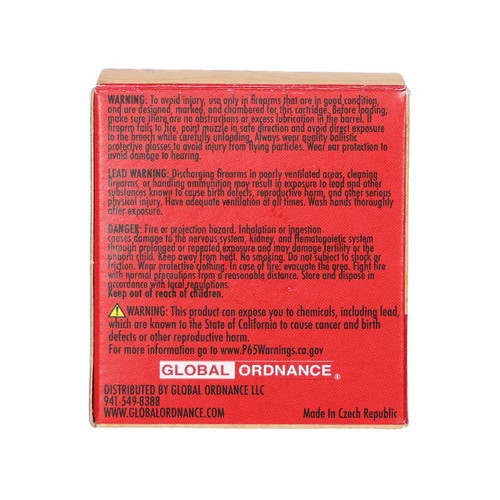 WARNING: To avoid injury, use only in firearms that are in good condition,
and are designed, marked, and chambered for this cartridge. Before loading,
make sure there are no obstructions or excess lubrication in the barrel. If
firearm fails to fire, point muzzle in safe direction and avoid direct exposure
to the breech while carefully unloading. Always wear quality ballistic
protective glasses to avoid injury from flying particles. Wear ear protection to
avoid damage to hearing.
LEAD WARNING: Discharging firearms in poorly ventilated areas, cleaning
firearms, or handling ammunition may result in exposure to lead and other
substances known to cause birth defects, reproductive harm, and other serious
physical injury. Have adequate ventilation at all times. Wash hands thoroughly
after exposure.
DANGER: Fire or projection hazard. Inhalation or ingestion
causes damage to the nervous system, kidney, and Hematopoietic system
through prolonged or repeated exposure and may damage fertility or the
unborn child. Keep away from heat. No smoking. Do not subject to shock or
friction. Wear protective clothing. In case of fire: evacuate the area. Fight fire
with normal precautions from a reasonable distance. Store and dispose in
accordance with local regulations.
Keep out of reach of children.
WARNING: This product can expose you to chemicals, including lead,
which are known to the State of California to cause cancer and birth
defects or other reproductive harm.
For more information go to www.P65Warnings.ca.gov
GLOBAL ORDNANCE®
DISTRIBUTED BY GLOBAL ORDNANCE LLC
941-549-8388
WWW.GLOBALORDNANCE.COM
Made In Czech Republic